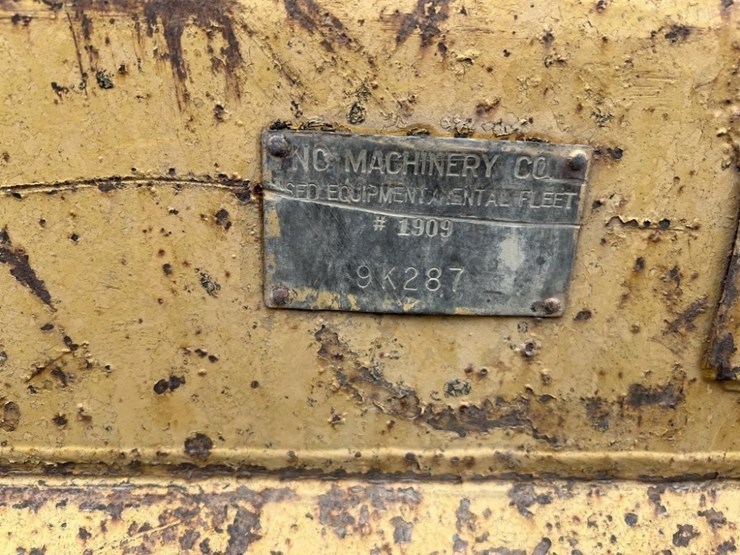 NC MACHINERY CO.
SED EQUIPMENT & ENTAL FLEET
# 1909
9K287